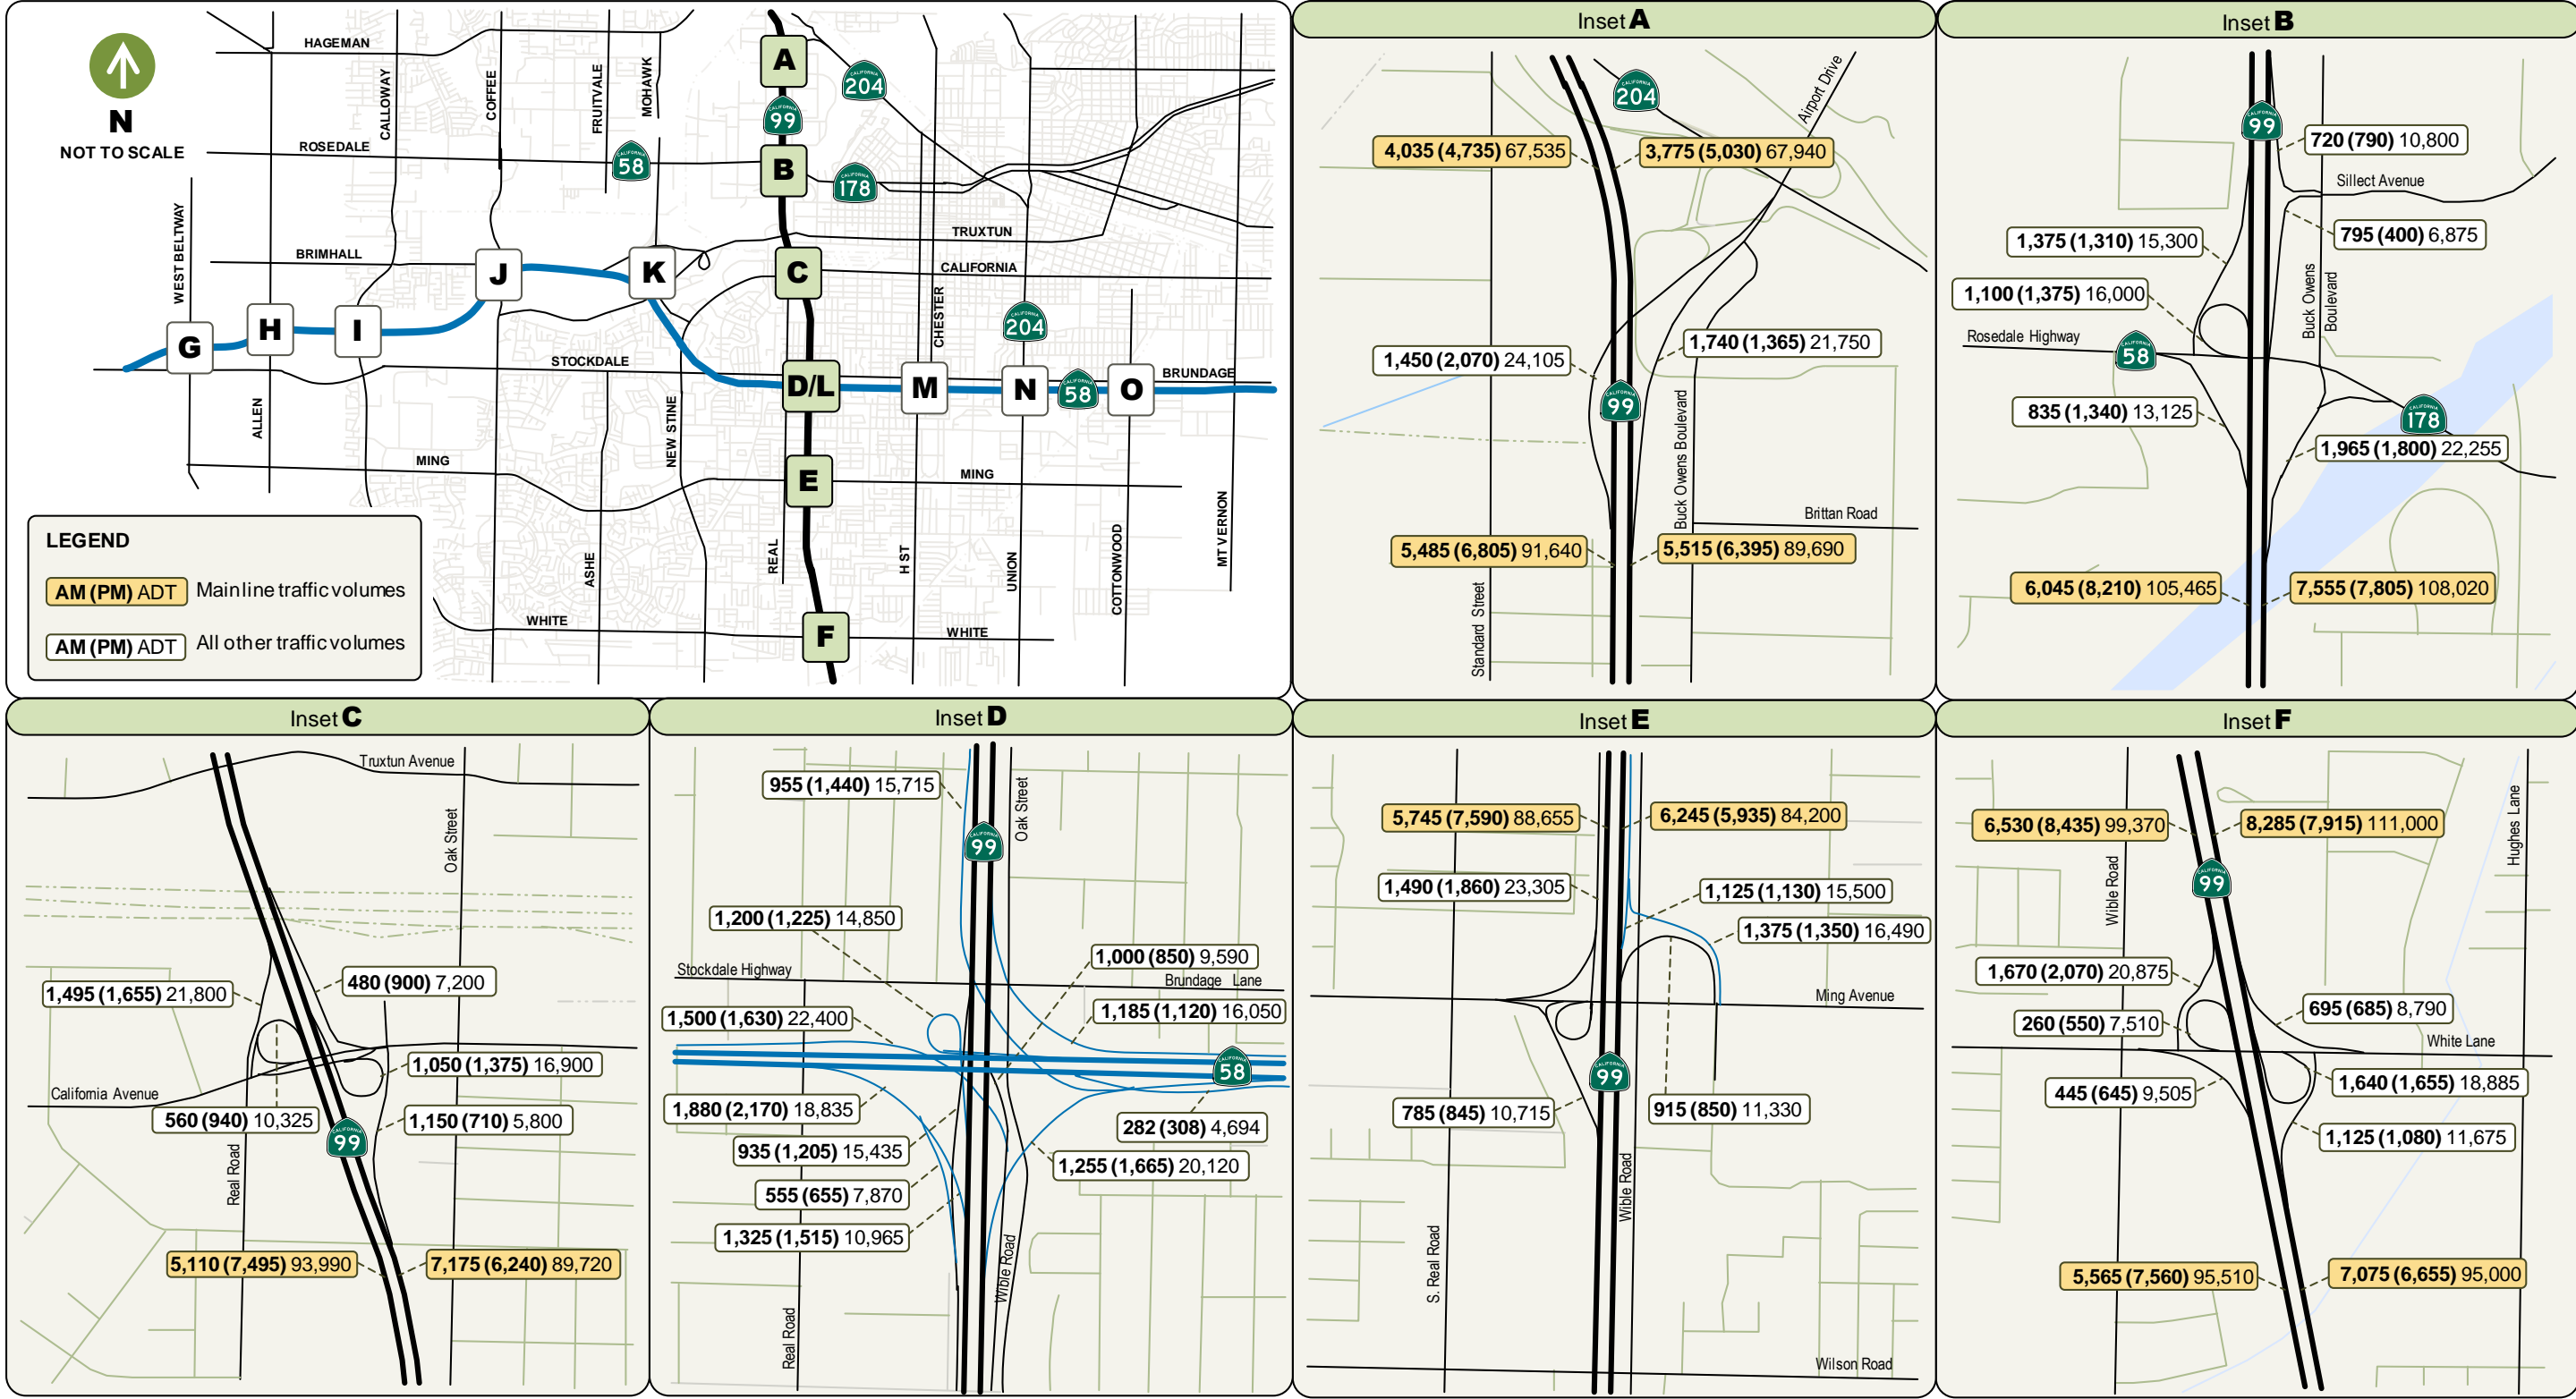 N
NOT TO SCALE
HAGEMAN
CALLOWAY
COFFEE
FRUITVALE
MOHAWK
A
CALIFORNIA
204
CALIFORNIA
99
ROSEDALE
CALIFORNIA
58
B
CALIFORNIA
178
WEST BELTWAY
TRUXTUN
BRIMHALL
J
K
C
CALIFORNIA
CHESTER
CALIFORNIA
204
G
H
I
STOCKDALE
D/L
M
N
CALIFORNIA
58
O
BRUNDAGE
ALLEN
NEW STINE
MING
E
MING
MT VERNON
ASHE
REAL
H ST
UNION
COTTONWOOD
WHITE
F
WHITE
LEGEND
AM (PM) ADT Mainline traffic volumes
AM (PM) ADT All other traffic volumes
Inset A
CALIFORNIA
204
Airport Drive
4,035 (4,735) 67,535
3,775 (5,030) 67,940
1,740 (1,365) 21,750
1,450 (2,070) 24,105
CALIFORNIA
99
Buck Owens Boulevard
Brittan Road
5,485 (6,805) 91,640
5,515 (6,395) 89,690
Standard Street
Inset B
CALIFORNIA
99
720 (790) 10,800
Sillect Avenue
795 (400) 6,875
1,375 (1,310) 15,300
1,100 (1,375) 16,000
Buck Owens
Boulevard
Rosedale Highway
CALIFORNIA
58
835 (1,340) 13,125
CALIFORNIA
178
1,965 (1,800) 22,255
6,045 (8,210) 105,465
7,555 (7,805) 108,020
Inset C
Truxtun Avenue
Oak Street
480 (900) 7,200
1,495 (1,655) 21,800
1,050 (1,375) 16,900
California Avenue
560 (940) 10,325
1,150 (710) 5,800
CALIFORNIA
99
Real Road
5,110 (7,495) 93,990
7,175 (6,240) 89,720
Inset D
955 (1,440) 15,715
Oak Street
CALIFORNIA
99
1,200 (1,225) 14,850
1,000 (850) 9,590
Stockdale Highway
Brundage Lane
1,500 (1,630) 22,400
1,185 (1,120) 16,050
CALIFORNIA
58
1,880 (2,170) 18,835
282 (308) 4,694
935 (1,205) 15,435
1,255 (1,665) 20,120
555 (655) 7,870
1,325 (1,515) 10,965
Wible Road
Real Road
Inset E
5,745 (7,590) 88,655
6,245 (5,935) 84,200
1,490 (1,860) 23,305
1,125 (1,130) 15,500
1,375 (1,350) 16,490
Ming Avenue
CALIFORNIA
99
785 (845) 10,715
915 (850) 11,330
Wible Road
S. Real Road
Wilson Road
Inset F
6,530 (8,435) 99,370
8,285 (7,915) 111,000
Hughes Lane
CALIFORNIA
99
Wible Road
1,670 (2,070) 20,875
695 (685) 8,790
260 (550) 7,510
White Lane
445 (645) 9,505
1,640 (1,655) 18,885
1,125 (1,080) 11,675
5,565 (7,560) 95,510
7,075 (6,655) 95,000